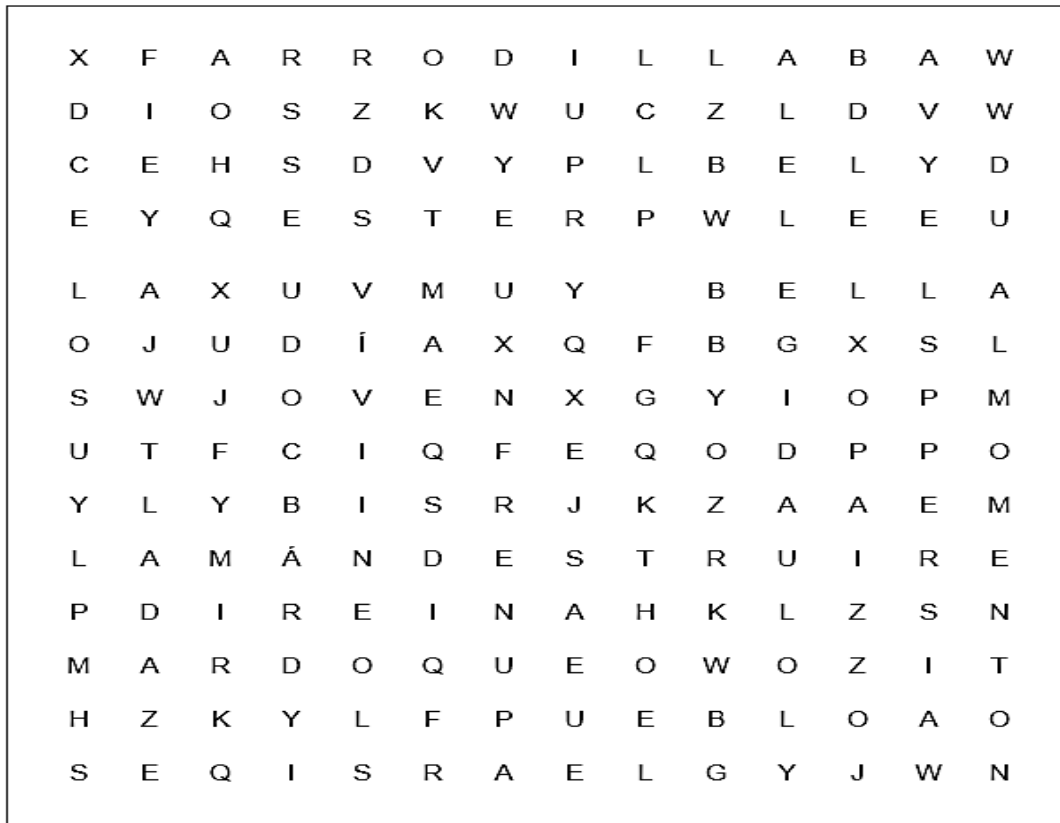 X F A R R O D I L L A B A W
D I O S Z K W U C Z L D V W
C E H S D V Y P L B E L Y D
E Y Q E S T E R P W L E E U
L A X U V M U Y B E L L A
O J U D Í A X Q F B G X S L
S W J O V E N X G Y I O P M
U T F C I Q F E Q O D P P O
Y L Y B I S R J K Z A A E M
L A M Á N D E S T R U I R E
P D I R E I N A H K L Z S N
M A R D O Q U E O W O Z I T
H Z K Y L F P U E B L O A O
S E Q I S R A E L G Y J W N